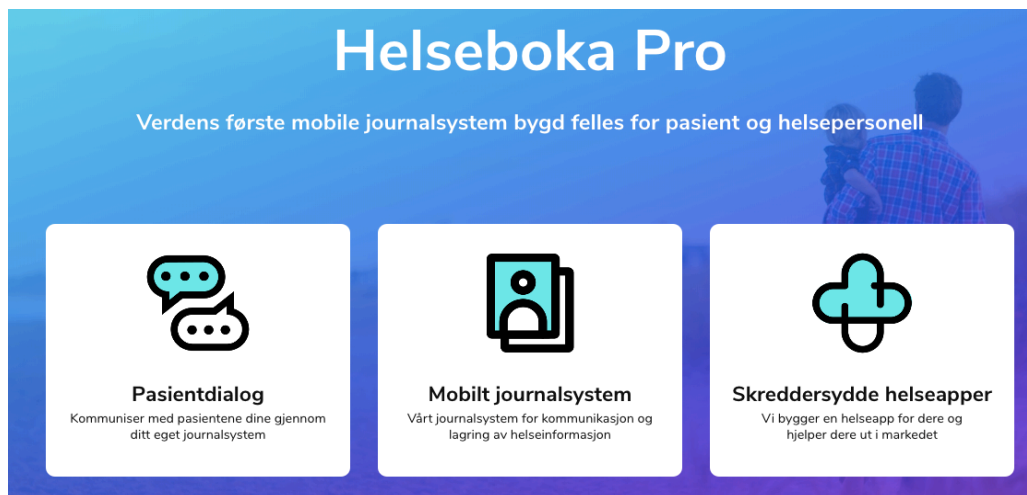 Helseboka Pro
Verdens første mobile journalsystem bygd felles for pasient og helsepersonell
Pasientdialog
Kommuniser med pasientene dine gjennom
ditt eget journalsystem
Mobilt journalsystem
Vårt journalsystem for kommunikasjon og
lagring av helseinformasjon
Skreddersydde helseapper
Vi bygger en helseapp for dere og
hjelper dere ut i markedet